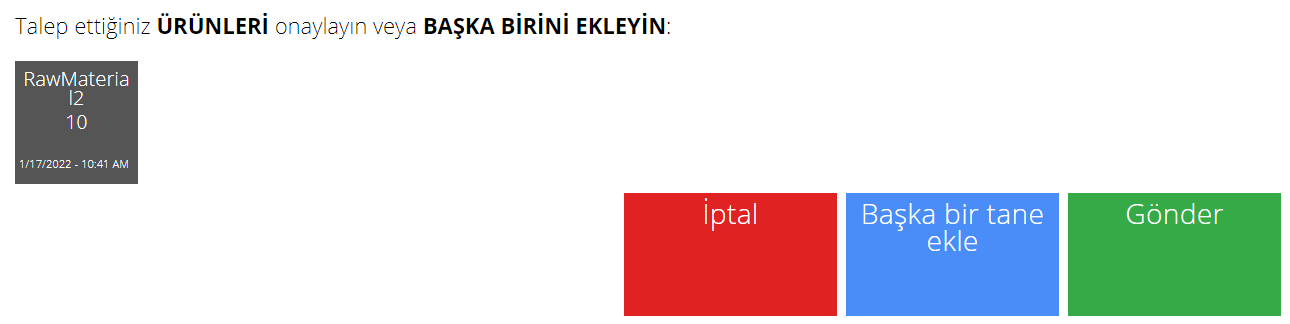 Talep ettiğiniz ÜRÜNLERİ onaylayın veya BAŞKA BİRİNİ EKLEYİN:
RawMateria
l2
10
1/17/2022 - 10:41 AM
İptal
Başka bir tane
ekle
Gönder